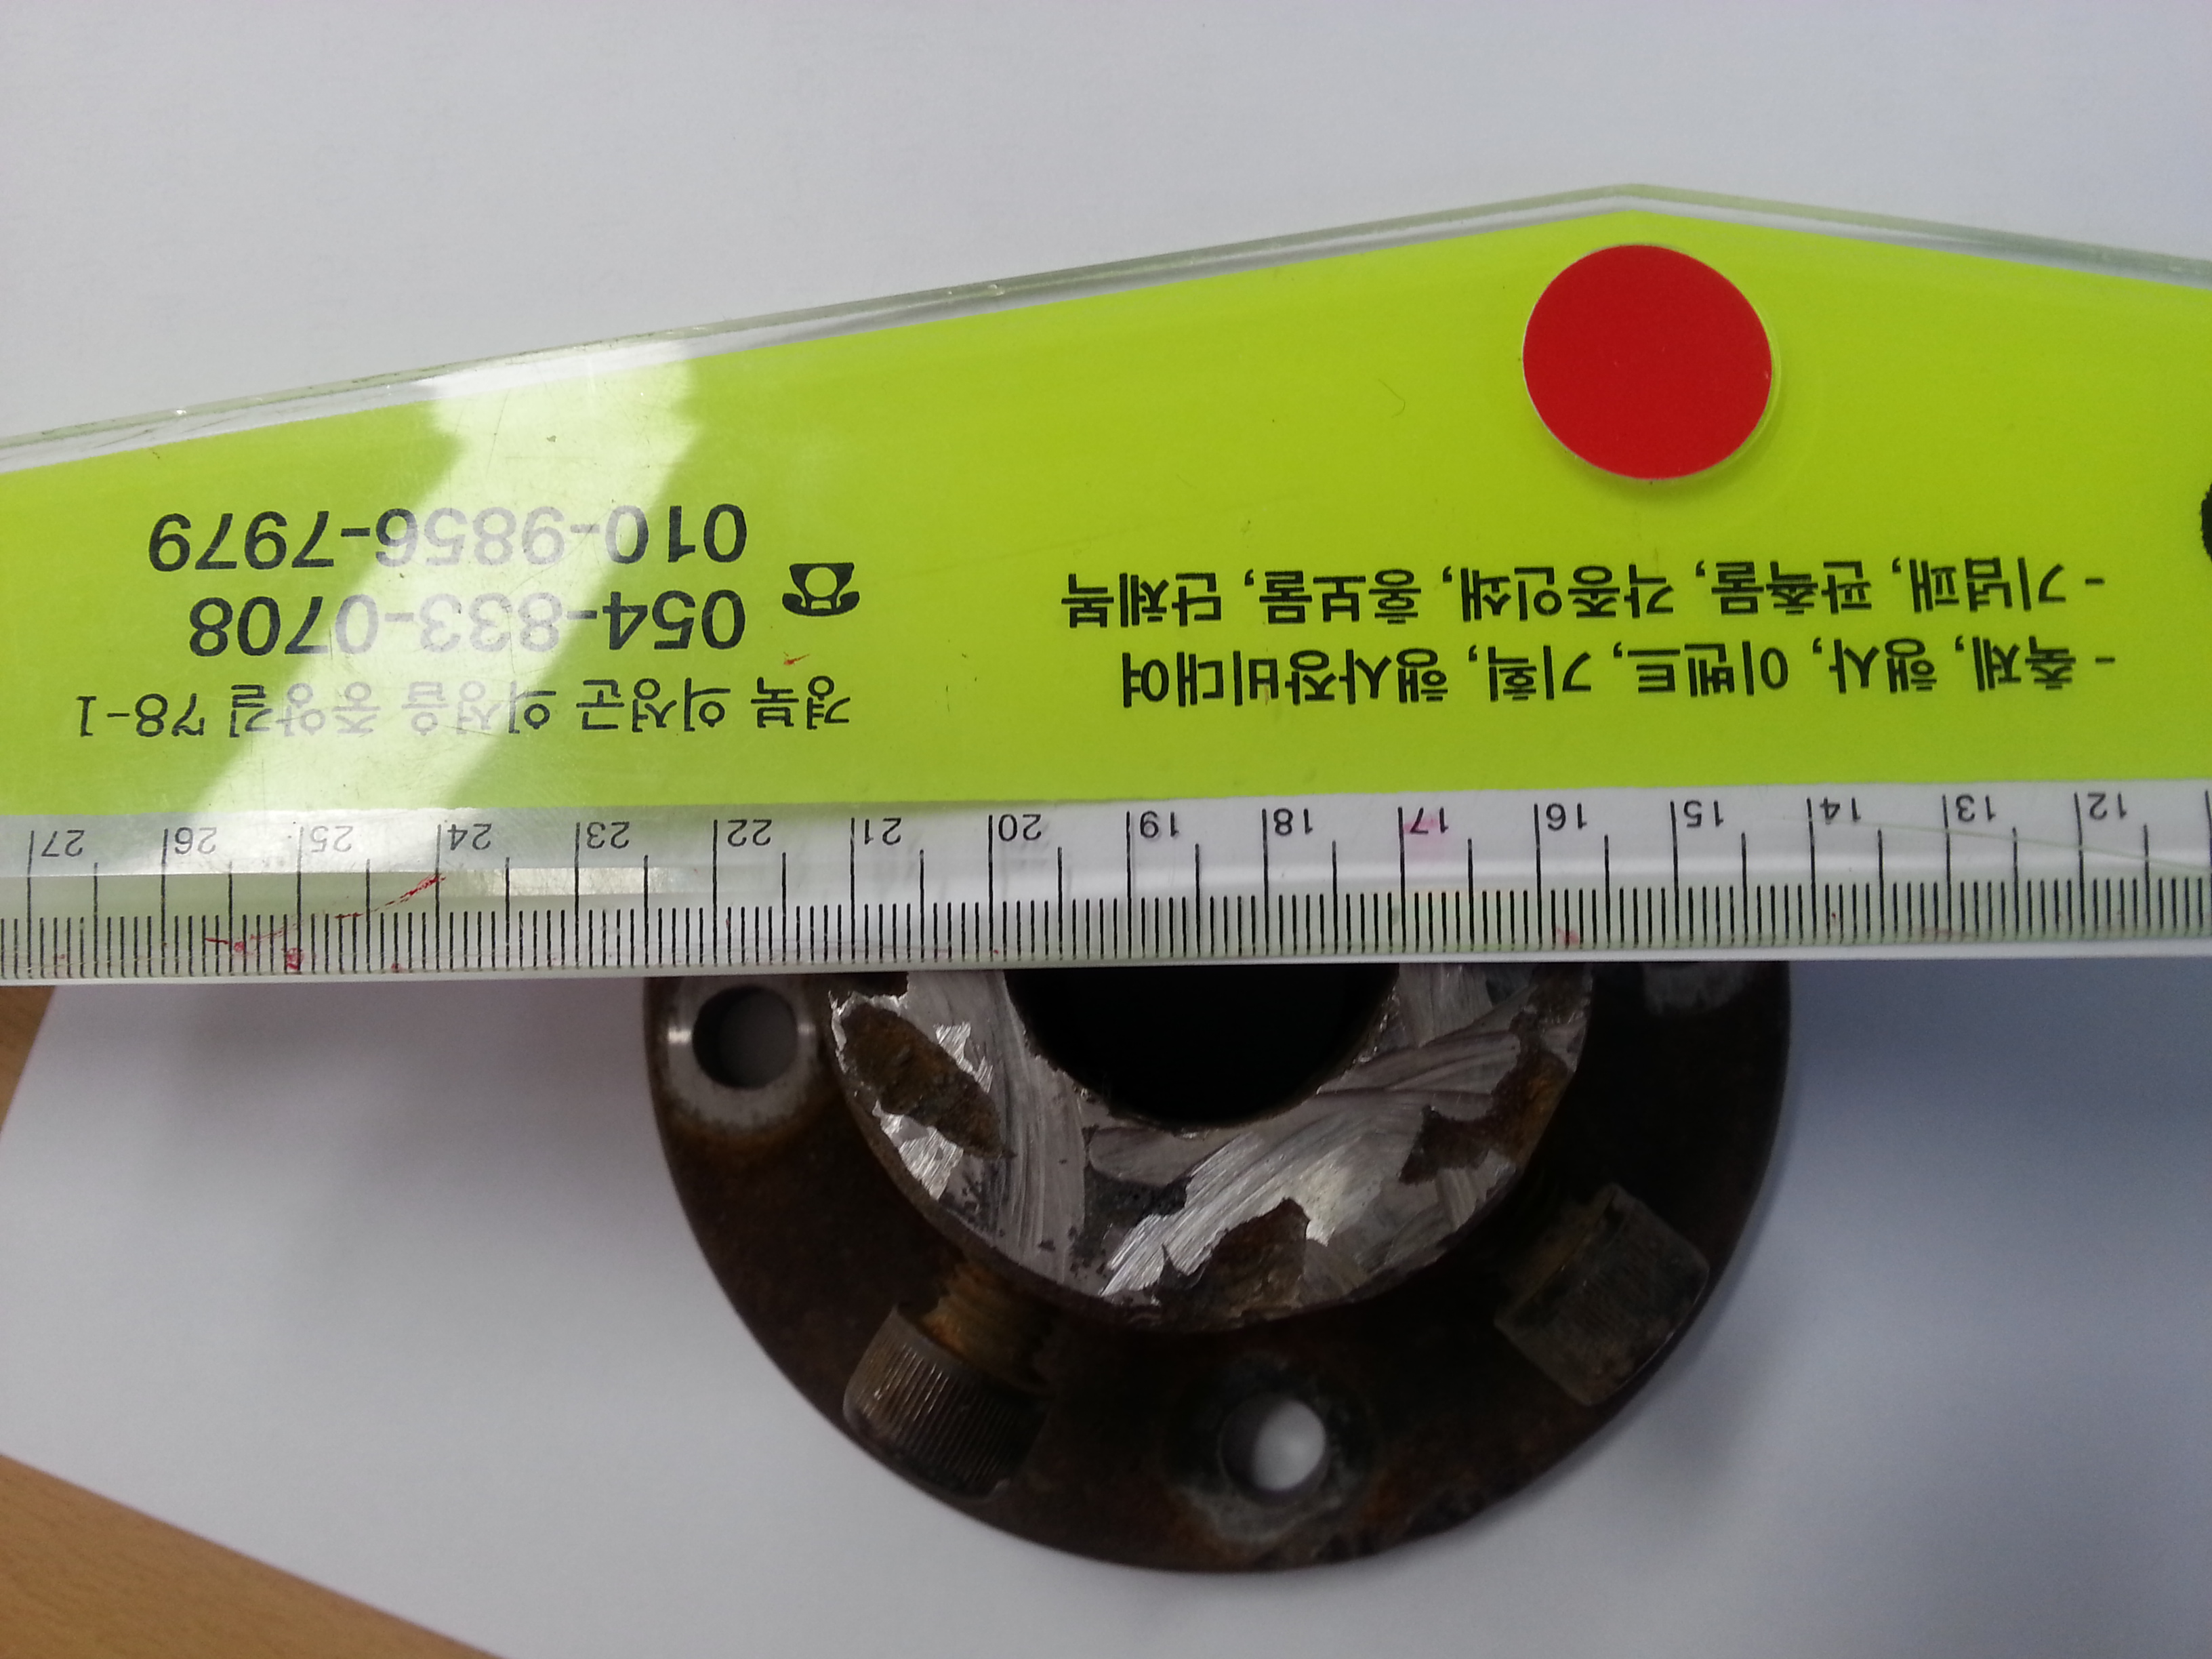 - 축제, 행사, 이벤트, 기획, 행사장비대여
- 기념패, 판촉물, 각종인쇄, 홍보물, 단체복
경북 의성군 의성읍 중앙길 78-1
☎ 054-833-0708
010-9856-7979
12 13 14 15 16 17 18 19 20 21 22 23 24 25 26 27